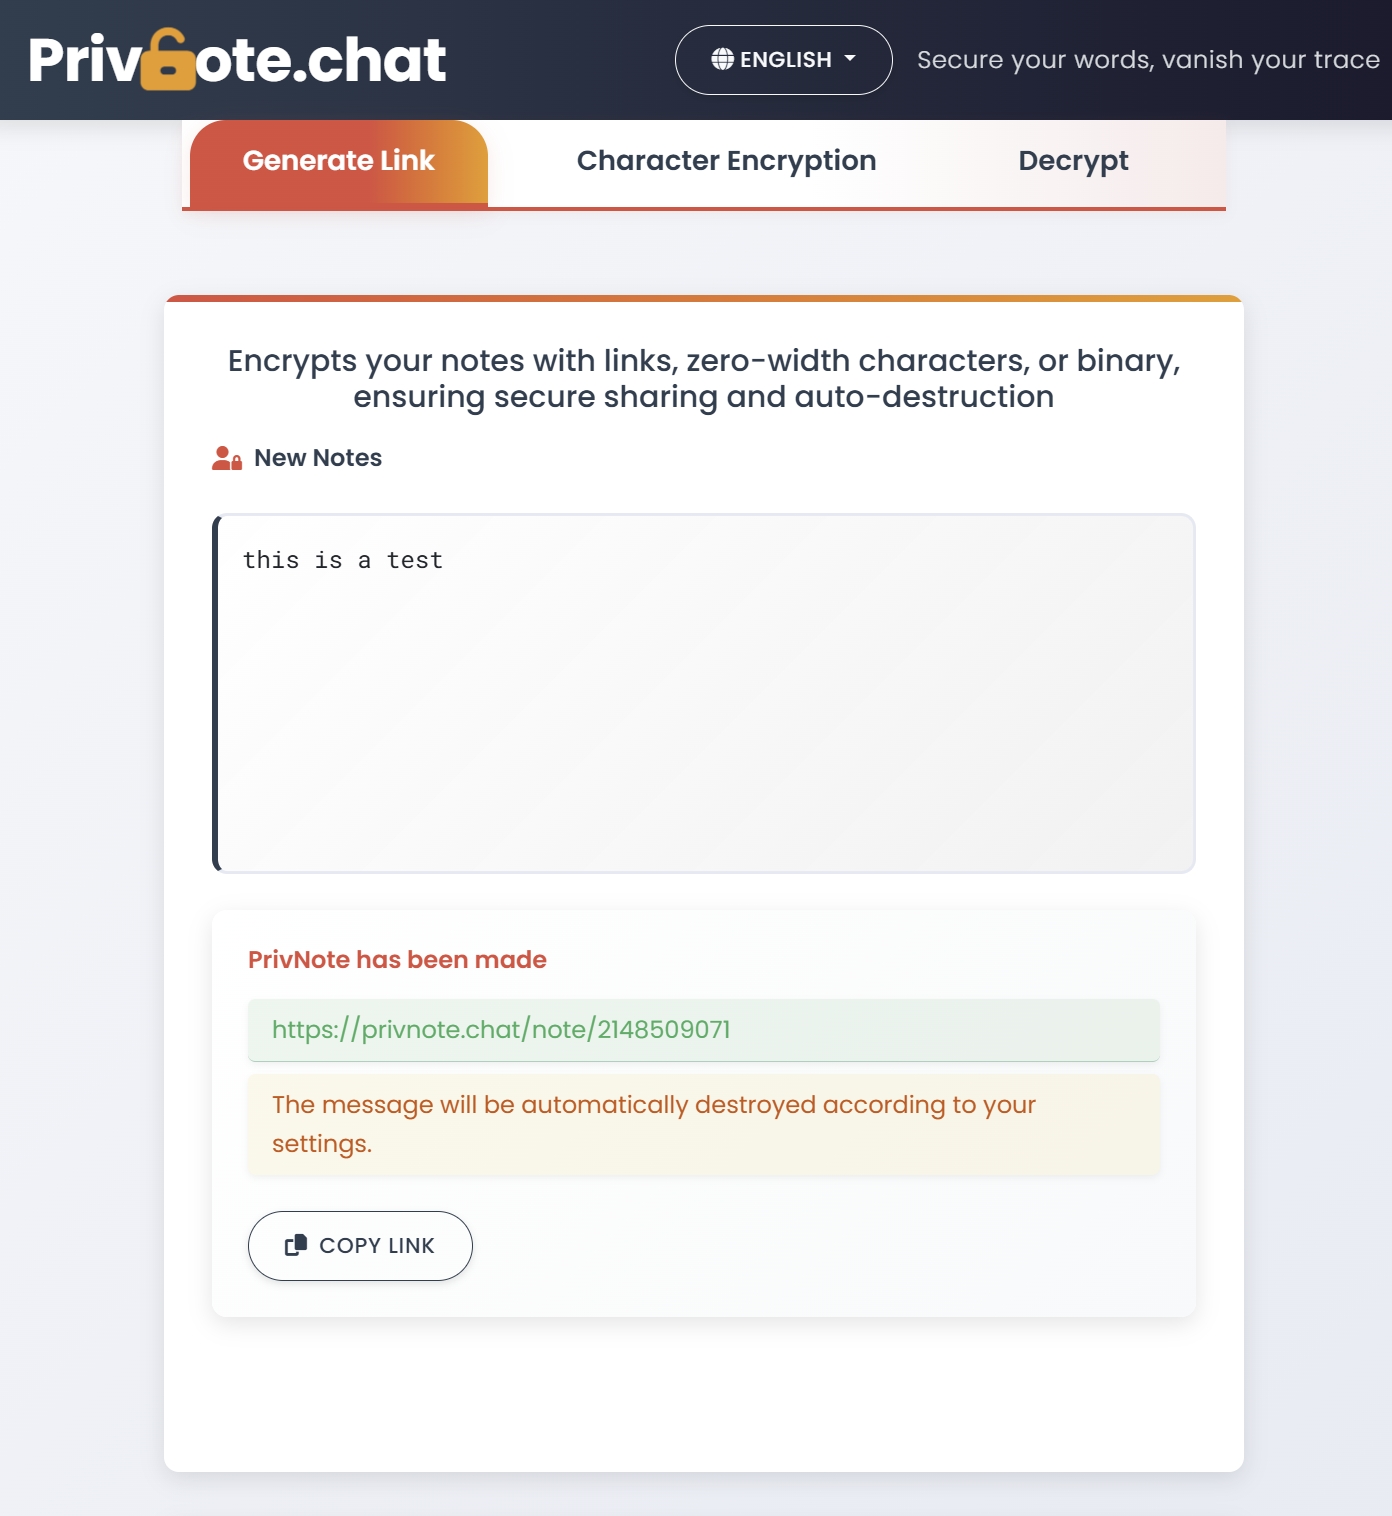 Privnote.chat
ENGLISH
Secure your words, vanish your trace
Generate Link
Character Encryption
Decrypt
Encrypts your notes with links, zero-width characters, or binary,
ensuring secure sharing and auto-destruction
New Notes
this is a test
PrivNote has been made
https://privnote.chat/note/2148509071
The message will be automatically destroyed according to your
settings.
COPY LINK